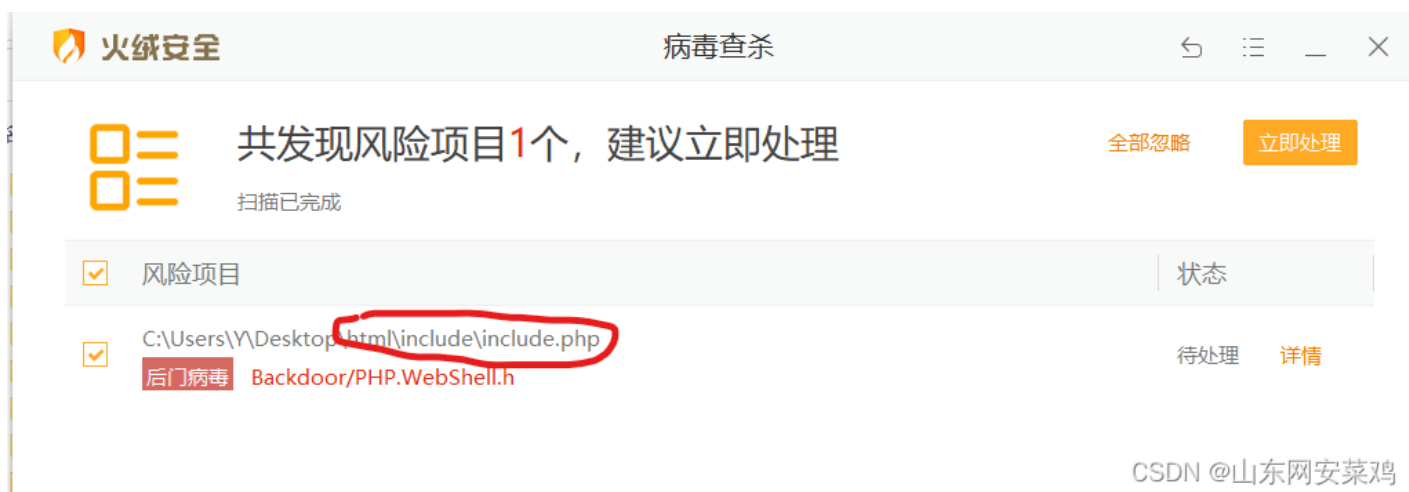 火绒安全
病毒查杀
共发现风险项目1个，建议立即处理
全部忽略
立即处理
扫描已完成
风险项目
状态
C:\Users\Y\Desktop\html\include\include.php
待处理
详情
后门病毒 Backdoor/PHP.WebShell.h
CSDN @山东网安菜鸡